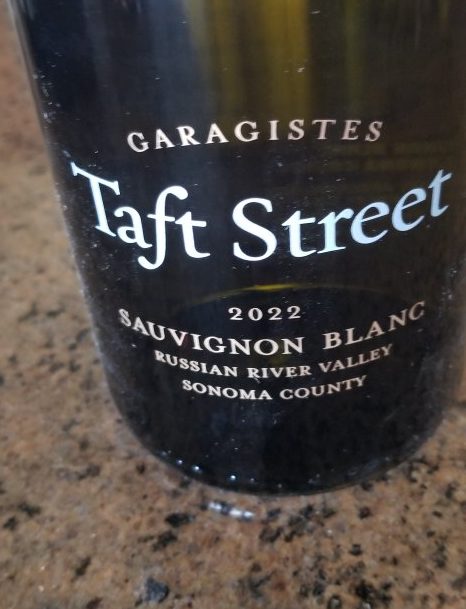 GARAGISTES
Taft Street
2022
SAUVIGNON BLANC
RUSSIAN RIVER VALLEY
SONOMA COUNTY